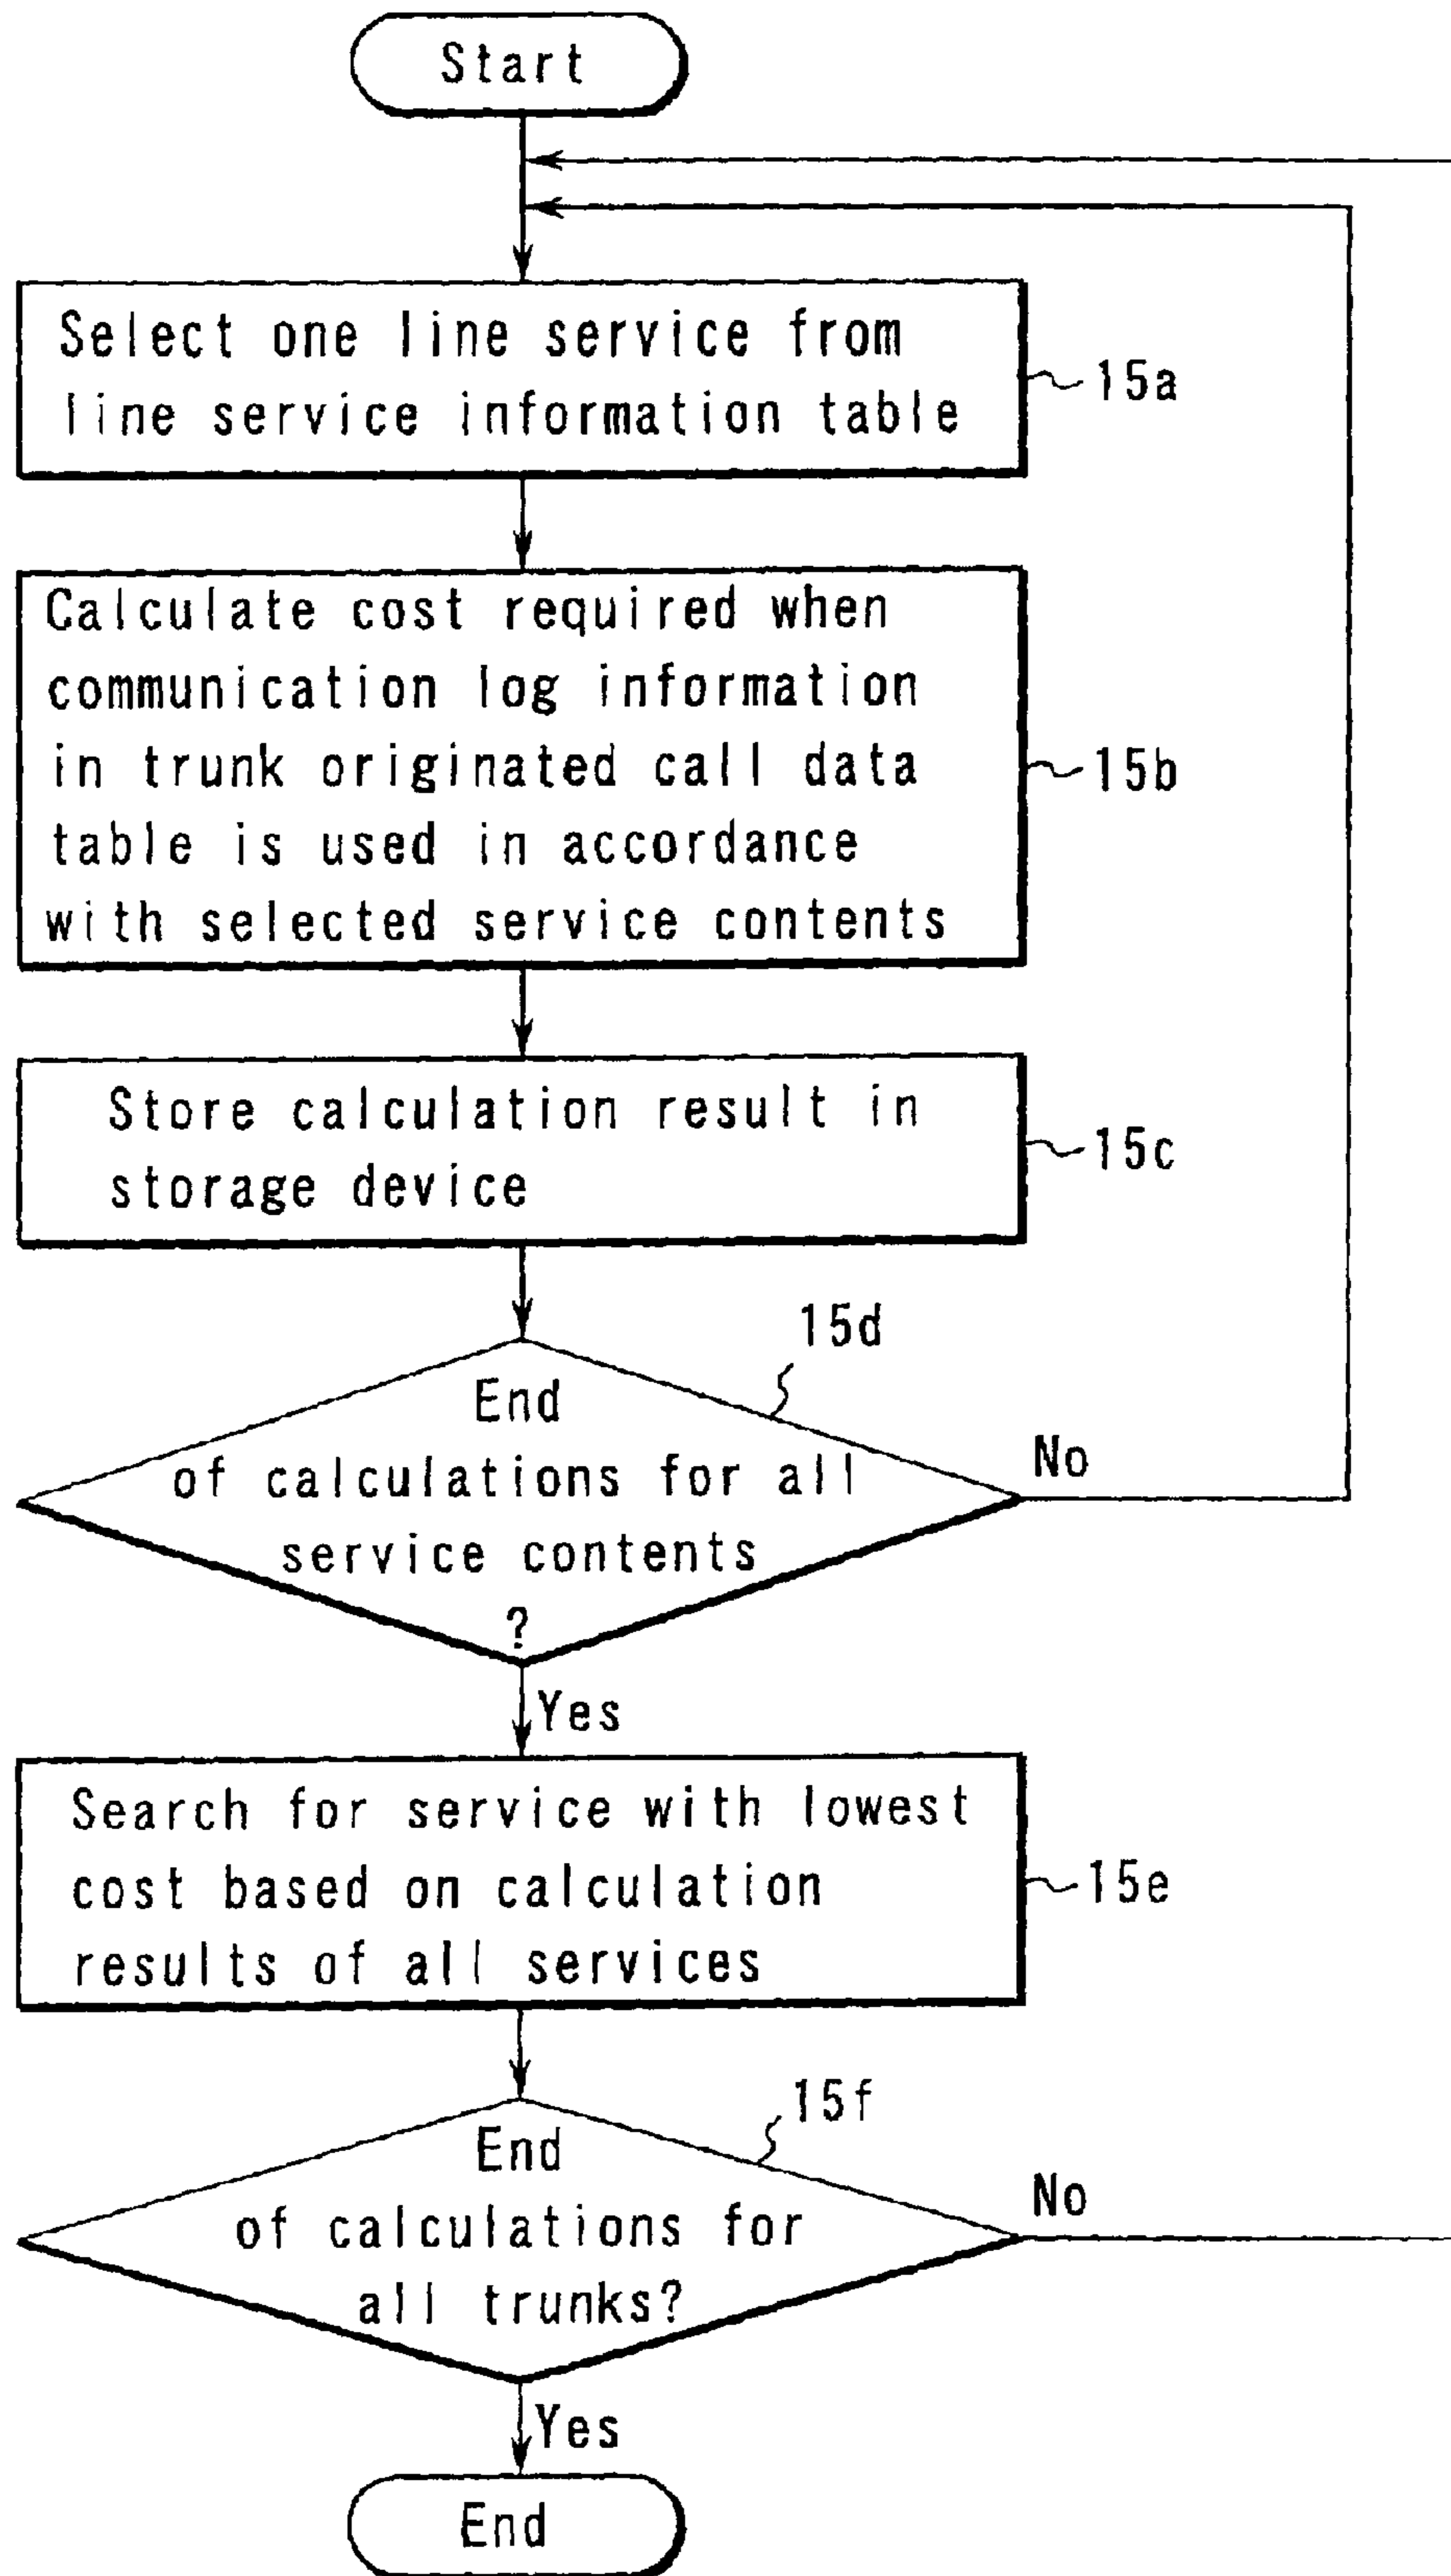 Start
Select one line service from
line service information table
15a
Calculate cost required when
communication log information
in trunk originated call data
table is used in accordance
with selected service contents
15b
Store calculation result in
storage device
15c
15d
End
of calculations for all
service contents
?
No
Yes
Search for service with lowest
cost based on calculation
results of all services
15e
15f
End
of calculations for
all trunks?
No
Yes
End